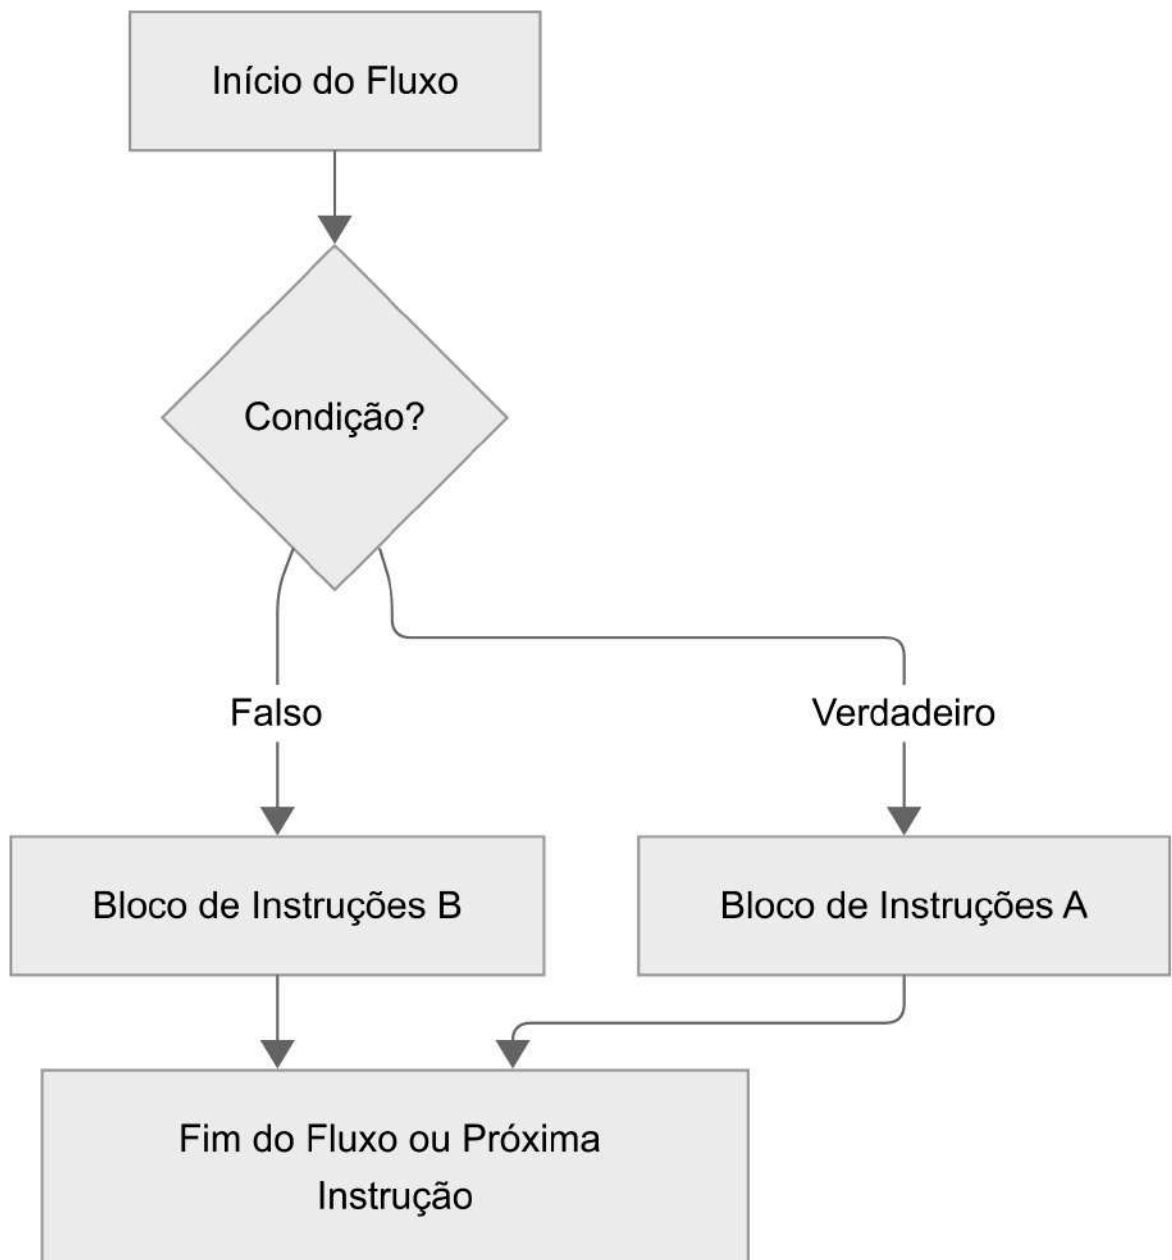 Início do Fluxo
Condição?
Falso
Verdadeiro
Bloco de Instruções B
Bloco de Instruções A
Fim do Fluxo ou Próxima
Instrução